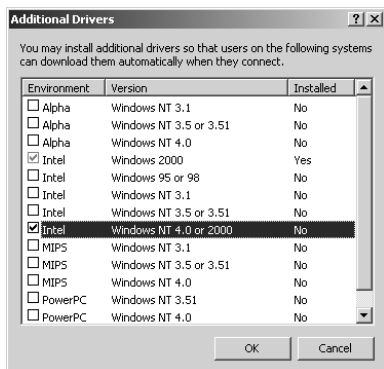 Additional Drivers
You may install additional drivers so that users on the following systems
can download them automatically when they connect.
Environment Version Installed
Alpha Windows NT 3.1 No
Alpha Windows NT 3.5 or 3.51 No
Alpha Windows NT 4.0 No
Intel Windows 2000 Yes
Intel Windows 95 or 98 No
Intel Windows NT 3.1 No
Intel Windows NT 3.5 or 3.51 No
Intel Windows NT 4.0 or 2000 No
MIPS Windows NT 3.1 No
MIPS Windows NT 3.5 or 3.51 No
MIPS Windows NT 4.0 No
PowerPC Windows NT 3.51 No
PowerPC Windows NT 4.0 No
OK Cancel